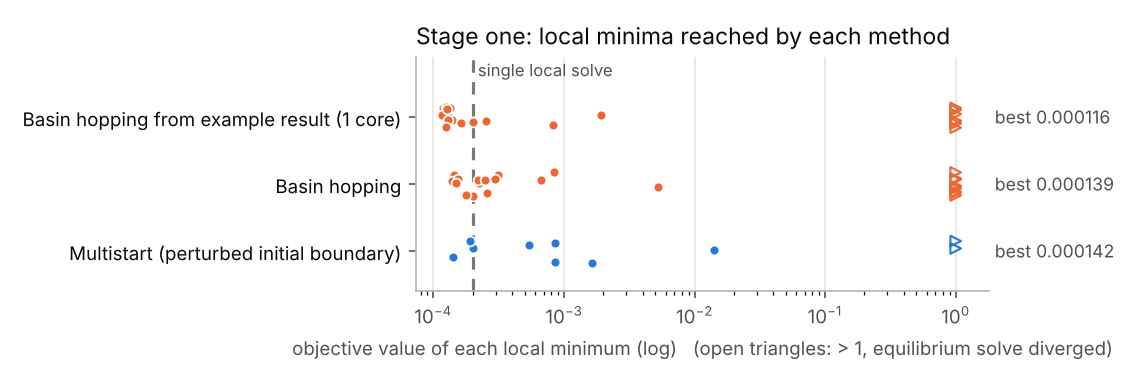 Stage one: local minima reached by each method
single local solve
Basin hopping from example result (1 core)
best 0.000116
Basin hopping
best 0.000139
Multistart (perturbed initial boundary)
best 0.000142
10⁻⁴ 10⁻³ 10⁻² 10⁻¹ 10⁰
objective value of each local minimum (log) (open triangles: > 1, equilibrium solve diverged)